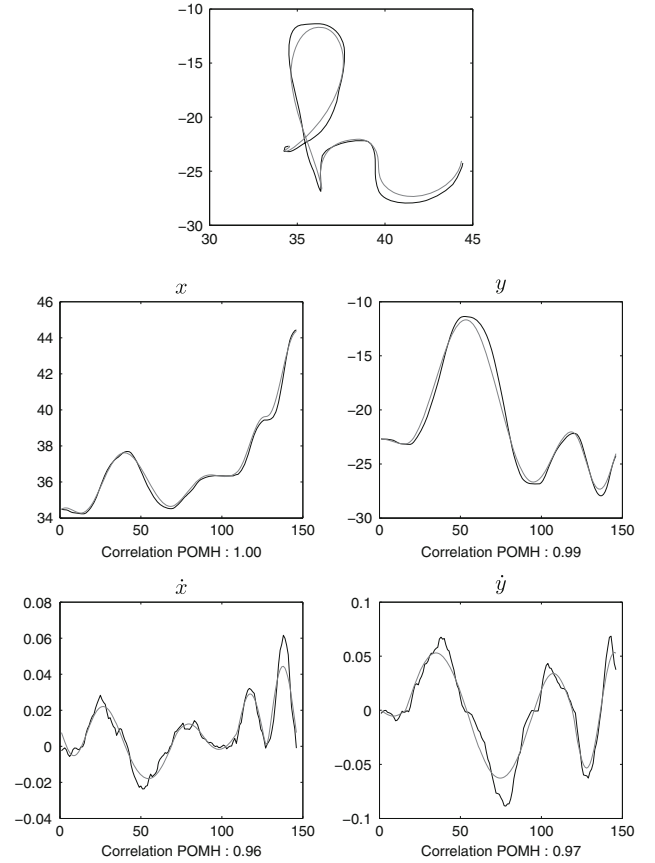 −10
−15
−20
−25
−30
30 35 40 45
x y
46
44
42
40
38
36
34
0 50 100 150
Correlation POMH : 1.00
−10
−15
−20
−25
−30
0 50 100 150
Correlation POMH : 0.99
ẋ ẏ
0.08
0.06
0.04
0.02
0
−0.02
−0.04
0 50 100 150
Correlation POMH : 0.96
0.1
0.05
0
−0.05
−0.1
0 50 100 150
Correlation POMH : 0.97